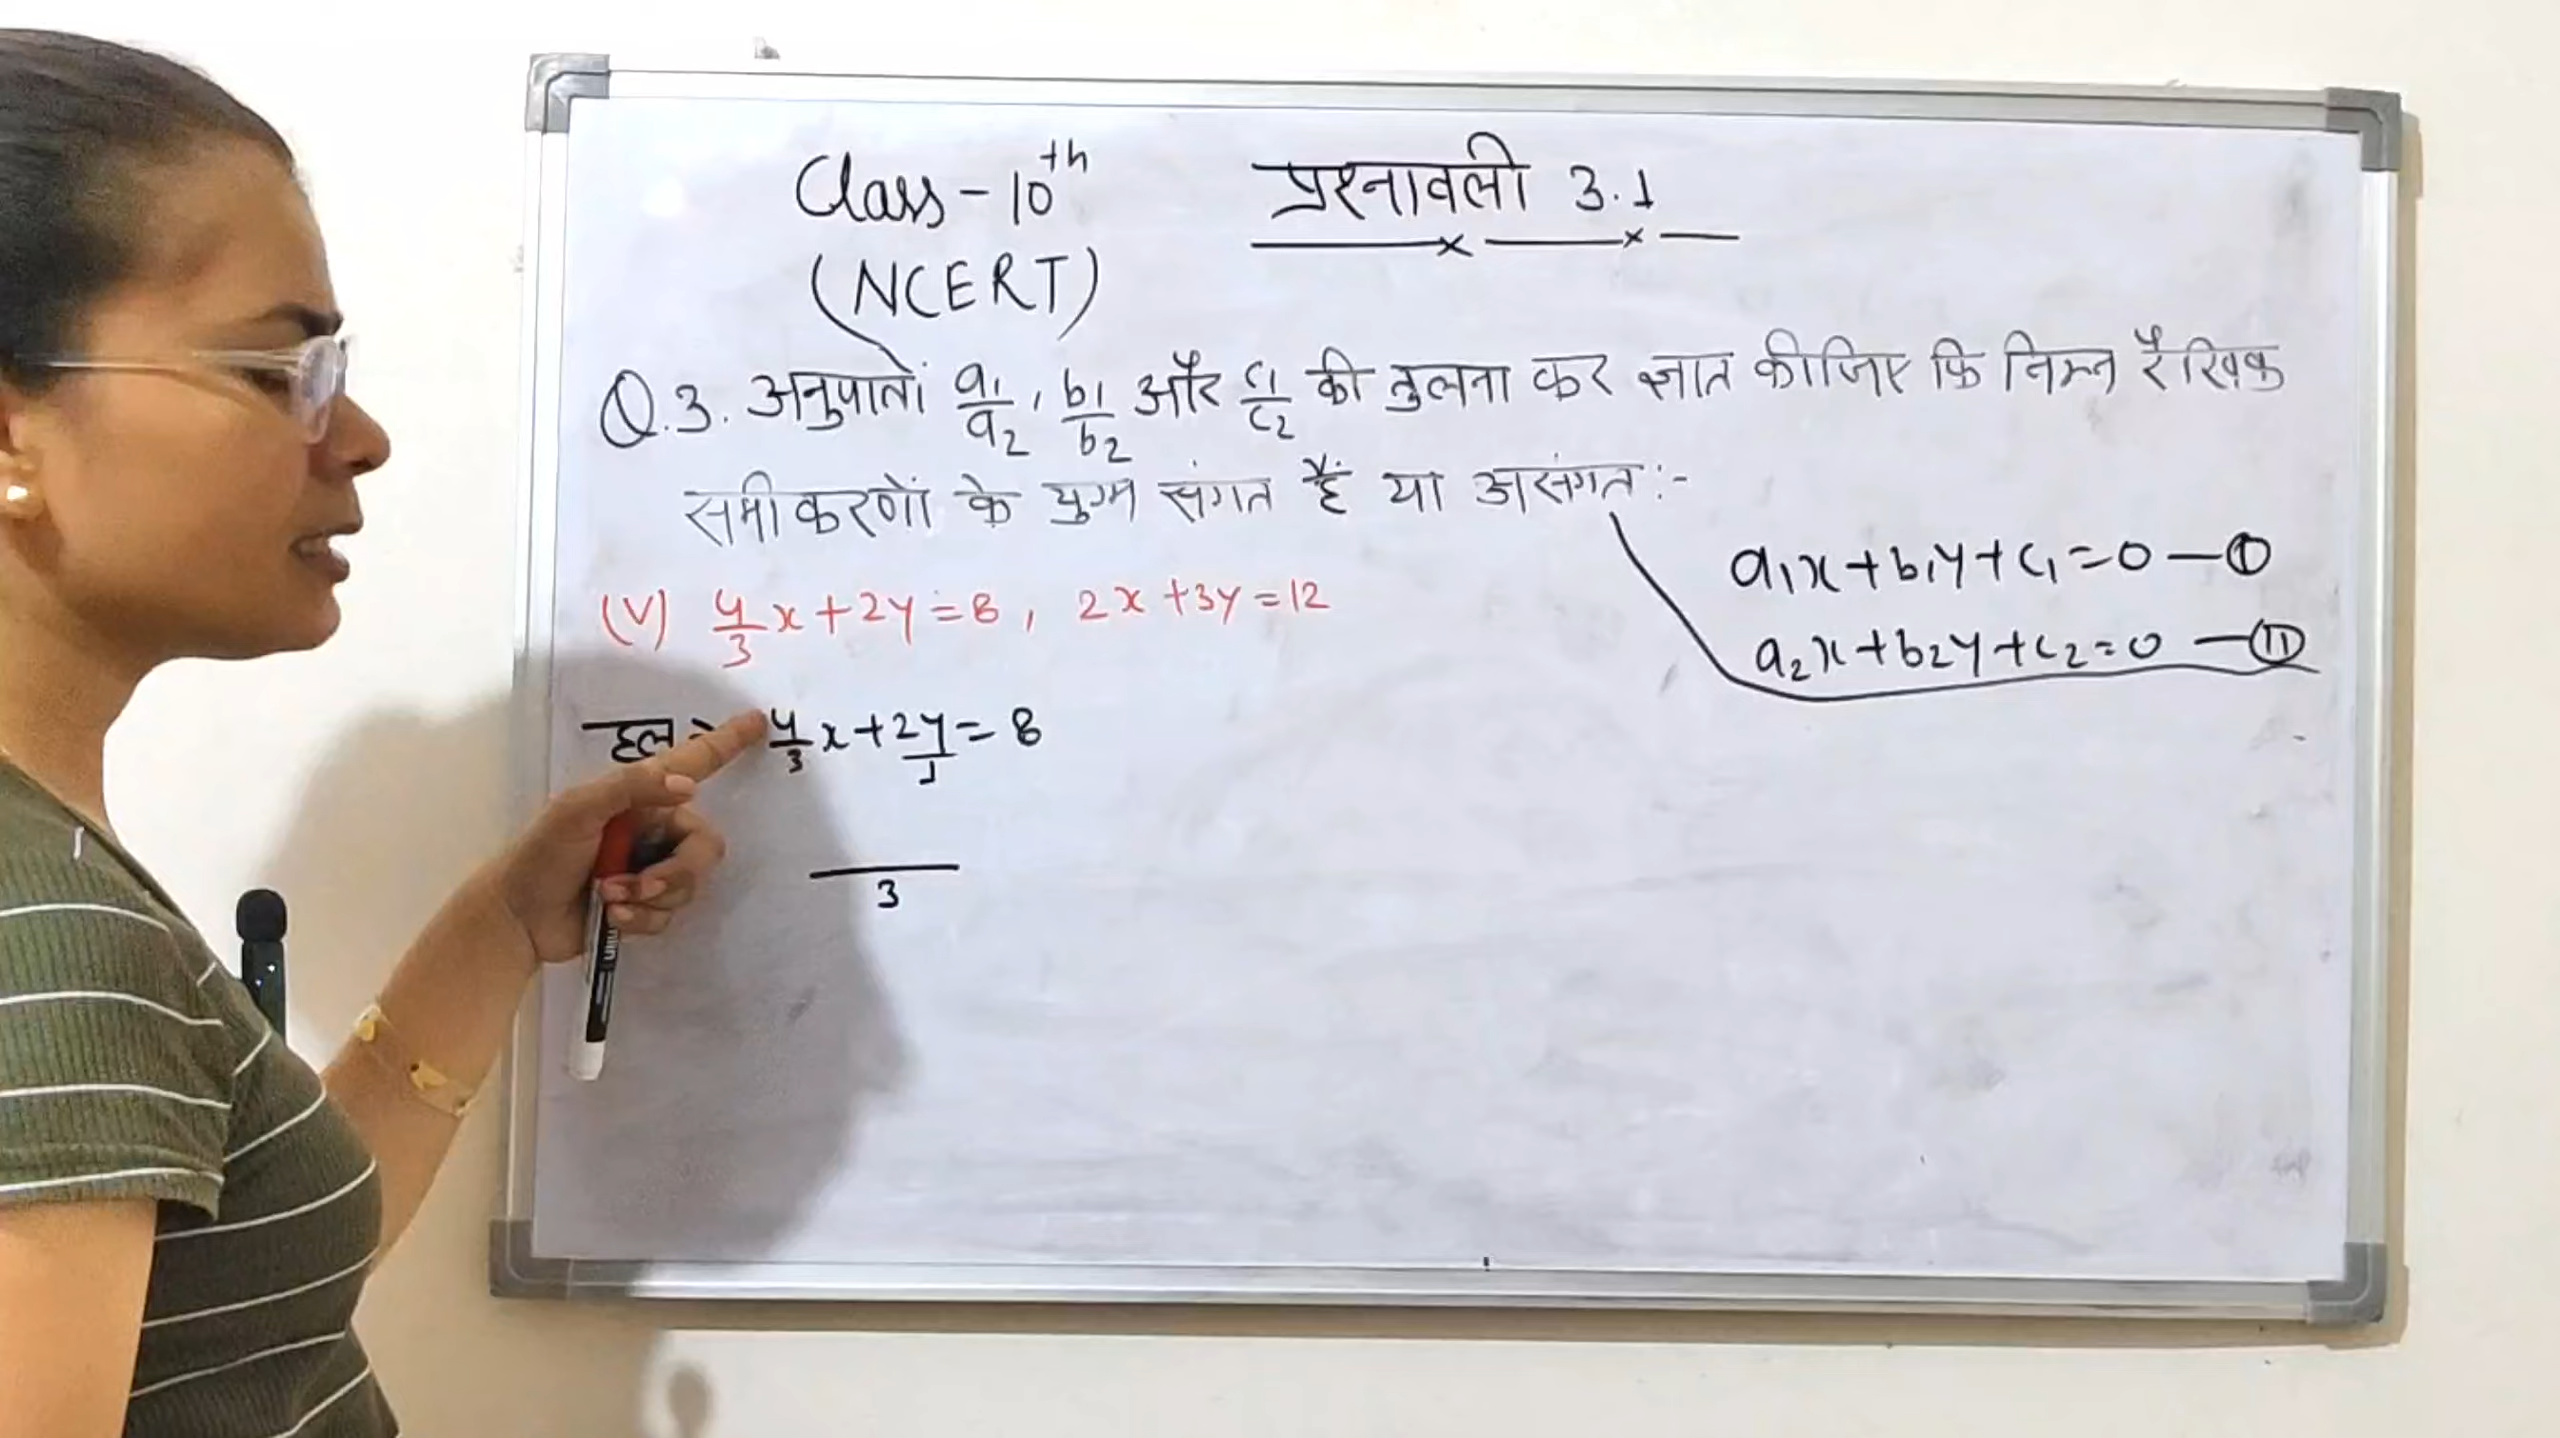 Class - 10th
(NCERT)
प्रश्नावली 3.1
Q.3. अनुपातों a1/a2, b1/b2 और c1/c2 की तुलना कर ज्ञात कीजिए कि निम्न रैखिक
समीकरणों के युग्म संगत हैं या असंगत :-
a1x+b1y+c1=0 — ①
a2x+b2y+c2=0 — Ⓘⓘ
(V) 4/3 x+2y=8, 2x+3y=12
हल :- 4/3 x+2y/1=8
3